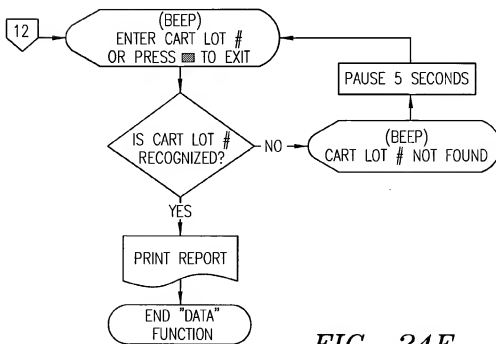 12
(BEEP)
ENTER CART LOT #
OR PRESS TO EXIT
PAUSE 5 SECONDS
IS CART LOT #
RECOGNIZED?
NO
(BEEP)
CART LOT # NOT FOUND
YES
PRINT REPORT
END "DATA"
FUNCTION